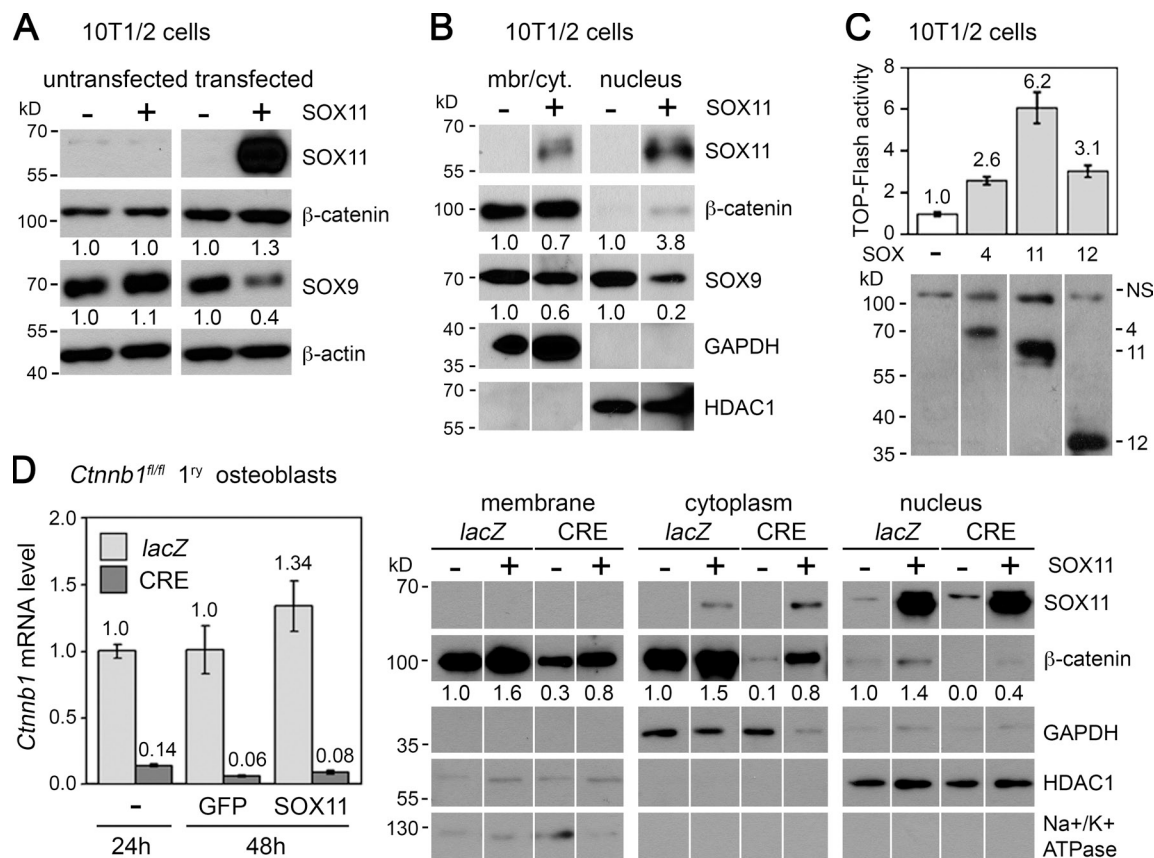 A 10T1/2 cells
untransfected transfected
kD - + - + SOX11
70
55
SOX11
100
β-catenin
1.0 1.0 1.0 1.3
70
SOX9
1.0 1.1 1.0 0.4
55
40
β-actin
B 10T1/2 cells
mbr/cyt. nucleus
kD - + - + SOX11
70
55
SOX11
100
β-catenin
1.0 0.7 1.0 3.8
70
SOX9
1.0 0.6 1.0 0.2
40
35
GAPDH
70
55
HDAC1
C 10T1/2 cells
TOP-Flash activity
8
6
4
2
0
1.0 2.6 6.2 3.1
SOX - 4 11 12
kD
100
70
55
40
35
NS
4
11
12
D Ctnnb1fl/fl 1ry osteoblasts
Ctnnb1 mRNA level
2.0
1.5
1.0
0.5
0.0
lacZ
CRE
1.0 0.14 1.0 0.06 1.34 0.08
- GFP SOX11
24h 48h
membrane cytoplasm nucleus
lacZ CRE lacZ CRE lacZ CRE
kD - + - + - + - + - + - + SOX11
70
SOX11
100
β-catenin
1.0 1.6 0.3 0.8 1.0 1.5 0.1 0.8 1.0 1.4 0.0 0.4
35
GAPDH
55
HDAC1
130
Na+/K+
ATPase